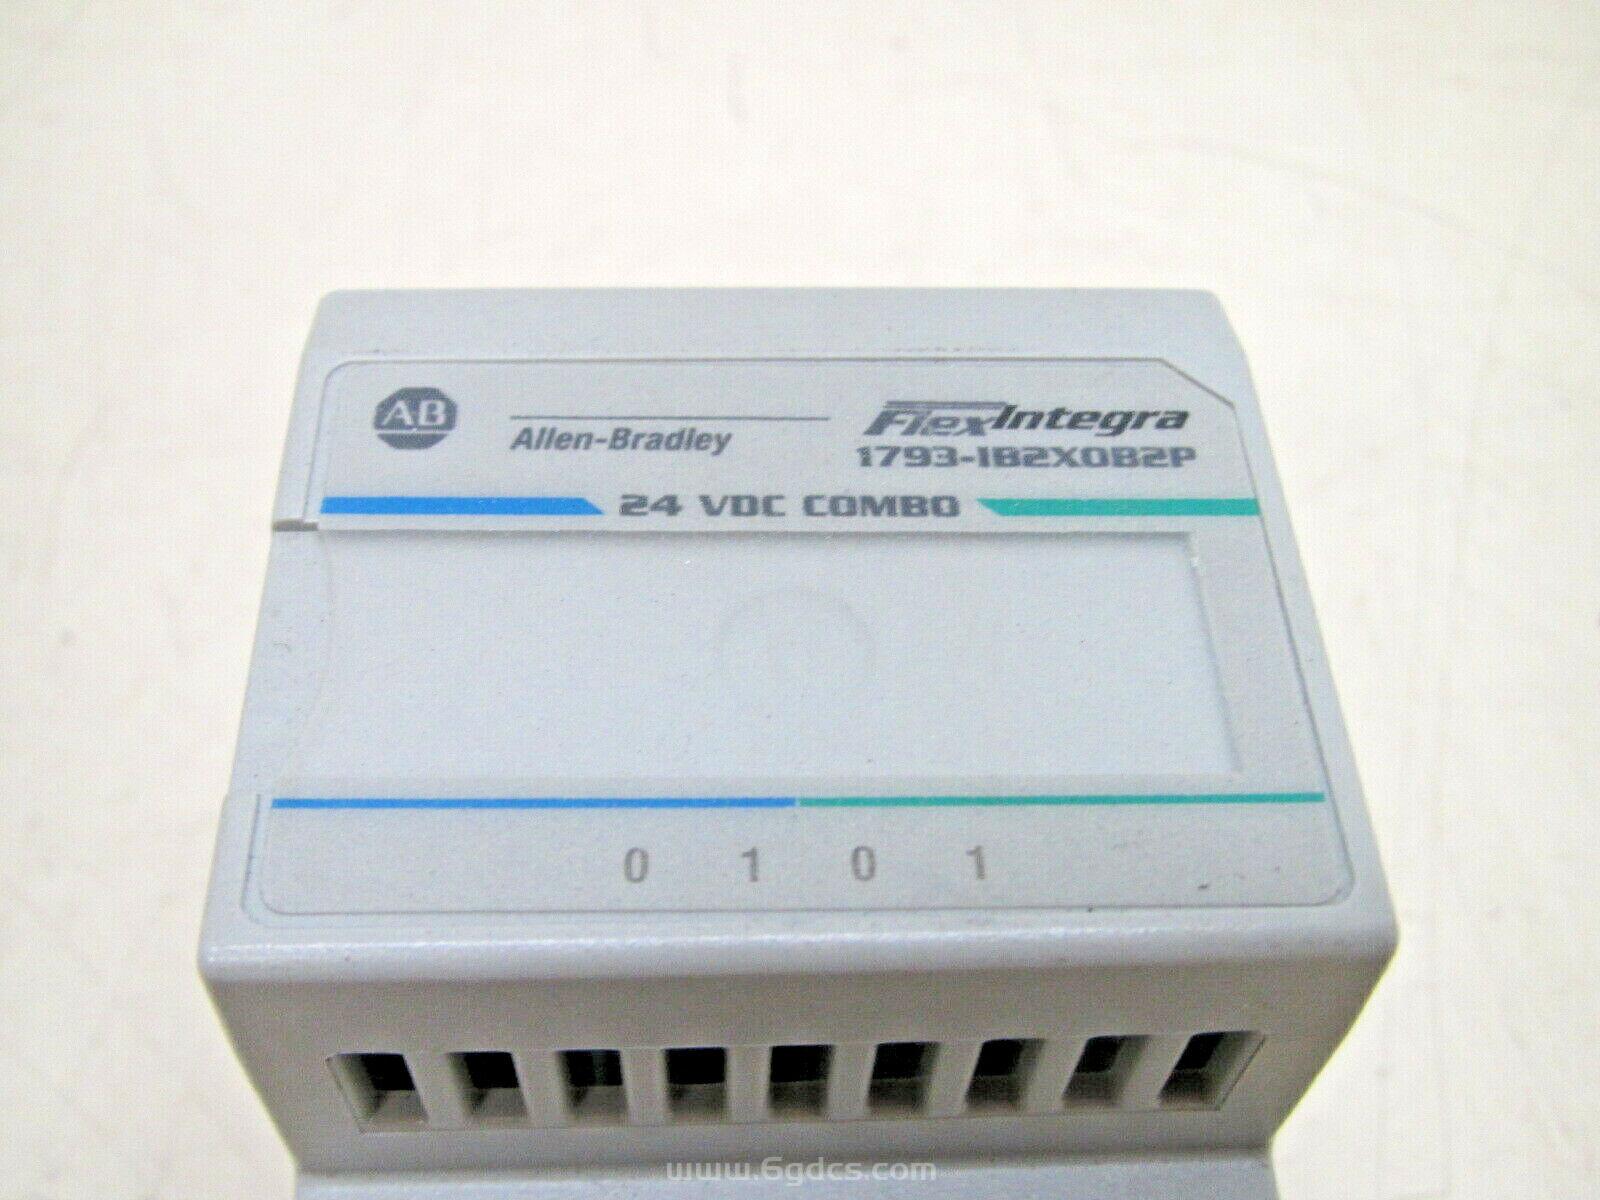 AB
Allen-Bradley
FlexIntegra
1793-IB2XOB2P
24 VDC COMBO
0 1 0 1
www.6gdcs.com